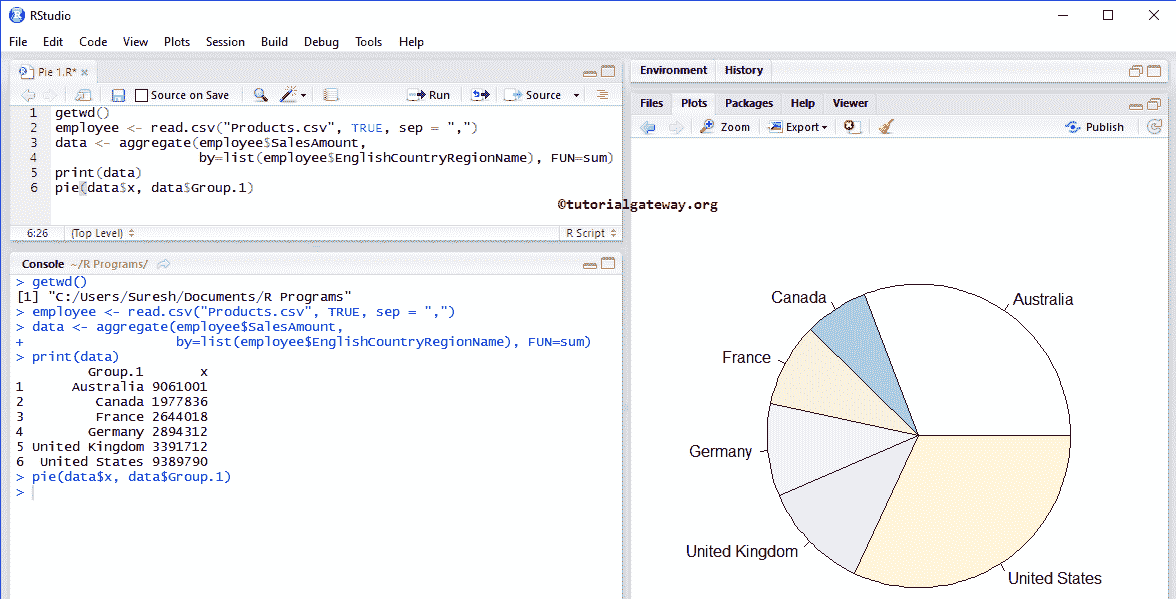 RStudio
File Edit Code View Plots Session Build Debug Tools Help
Pie 1.R*
Source on Save Run Source
1 getwd()
2 employee <- read.csv("Products.csv", TRUE, sep = ",")
3 data <- aggregate(employee$SalesAmount,
4 by=list(employee$EnglishCountryRegionName), FUN=sum)
5 print(data)
6 pie(data$x, data$Group.1)
6:26 (Top Level) R Script
Console ~/R Programs/
> getwd()
[1] "C:/Users/Suresh/Documents/R Programs"
> employee <- read.csv("Products.csv", TRUE, sep = ",")
> data <- aggregate(employee$SalesAmount,
+ by=list(employee$EnglishCountryRegionName), FUN=sum)
> print(data)
Group.1 x
1 Australia 9061001
2 Canada 1977836
3 France 2644018
4 Germany 2894312
5 United Kingdom 3391712
6 United States 9389790
> pie(data$x, data$Group.1)
>
Environment History
Files Plots Packages Help Viewer
Zoom Export Publish
©tutorialgateway.org
Canada
Australia
France
Germany
United Kingdom
United States